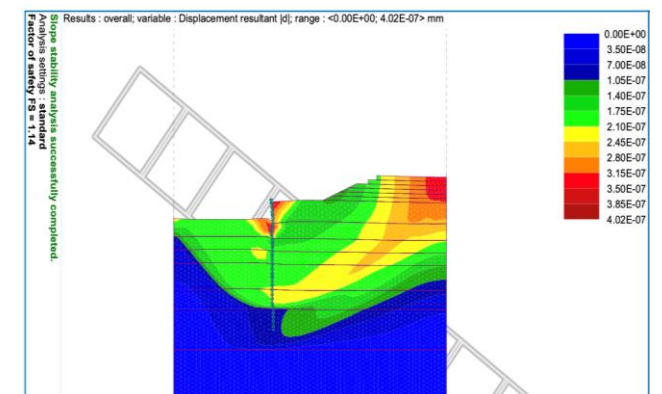 Results : overall; variable : Displacement resultant |d|; range : <0.00E+00; 4.02E-07> mm
Slope stability analysis successfully completed.
Analysis settings : standard
Factor of safety FS = 1.14
0.00E+00
3.50E-08
7.00E-08
1.05E-07
1.40E-07
1.75E-07
2.10E-07
2.45E-07
2.80E-07
3.15E-07
3.50E-07
3.85E-07
4.02E-07